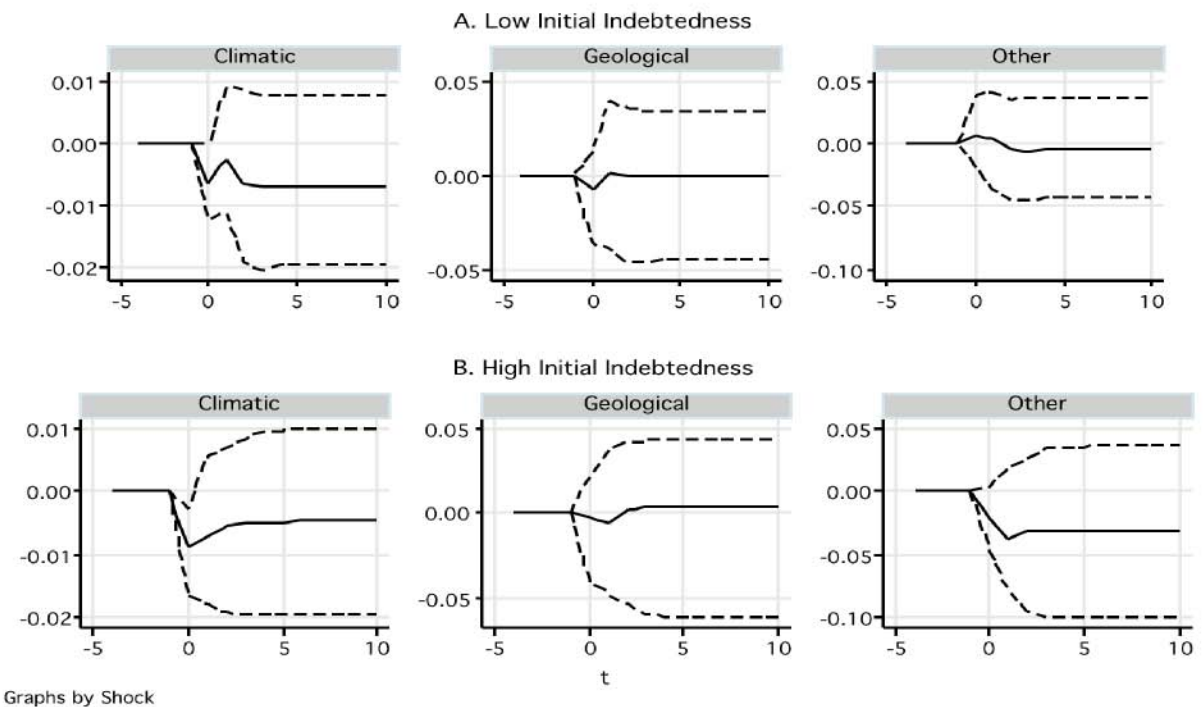 A. Low Initial Indebtedness
Climatic Geological Other
0.01 0.05 0.05
0.00 0.00 0.00
-0.01 -0.05 -0.05
-0.02 -0.10
-5 0 5 10 -5 0 5 10 -5 0 5 10
B. High Initial Indebtedness
Climatic Geological Other
0.01 0.05 0.05
0.00 0.00 0.00
-0.01 -0.05 -0.05
-0.02 -0.10
-5 0 5 10 -5 0 5 10 -5 0 5 10
t
Graphs by Shock